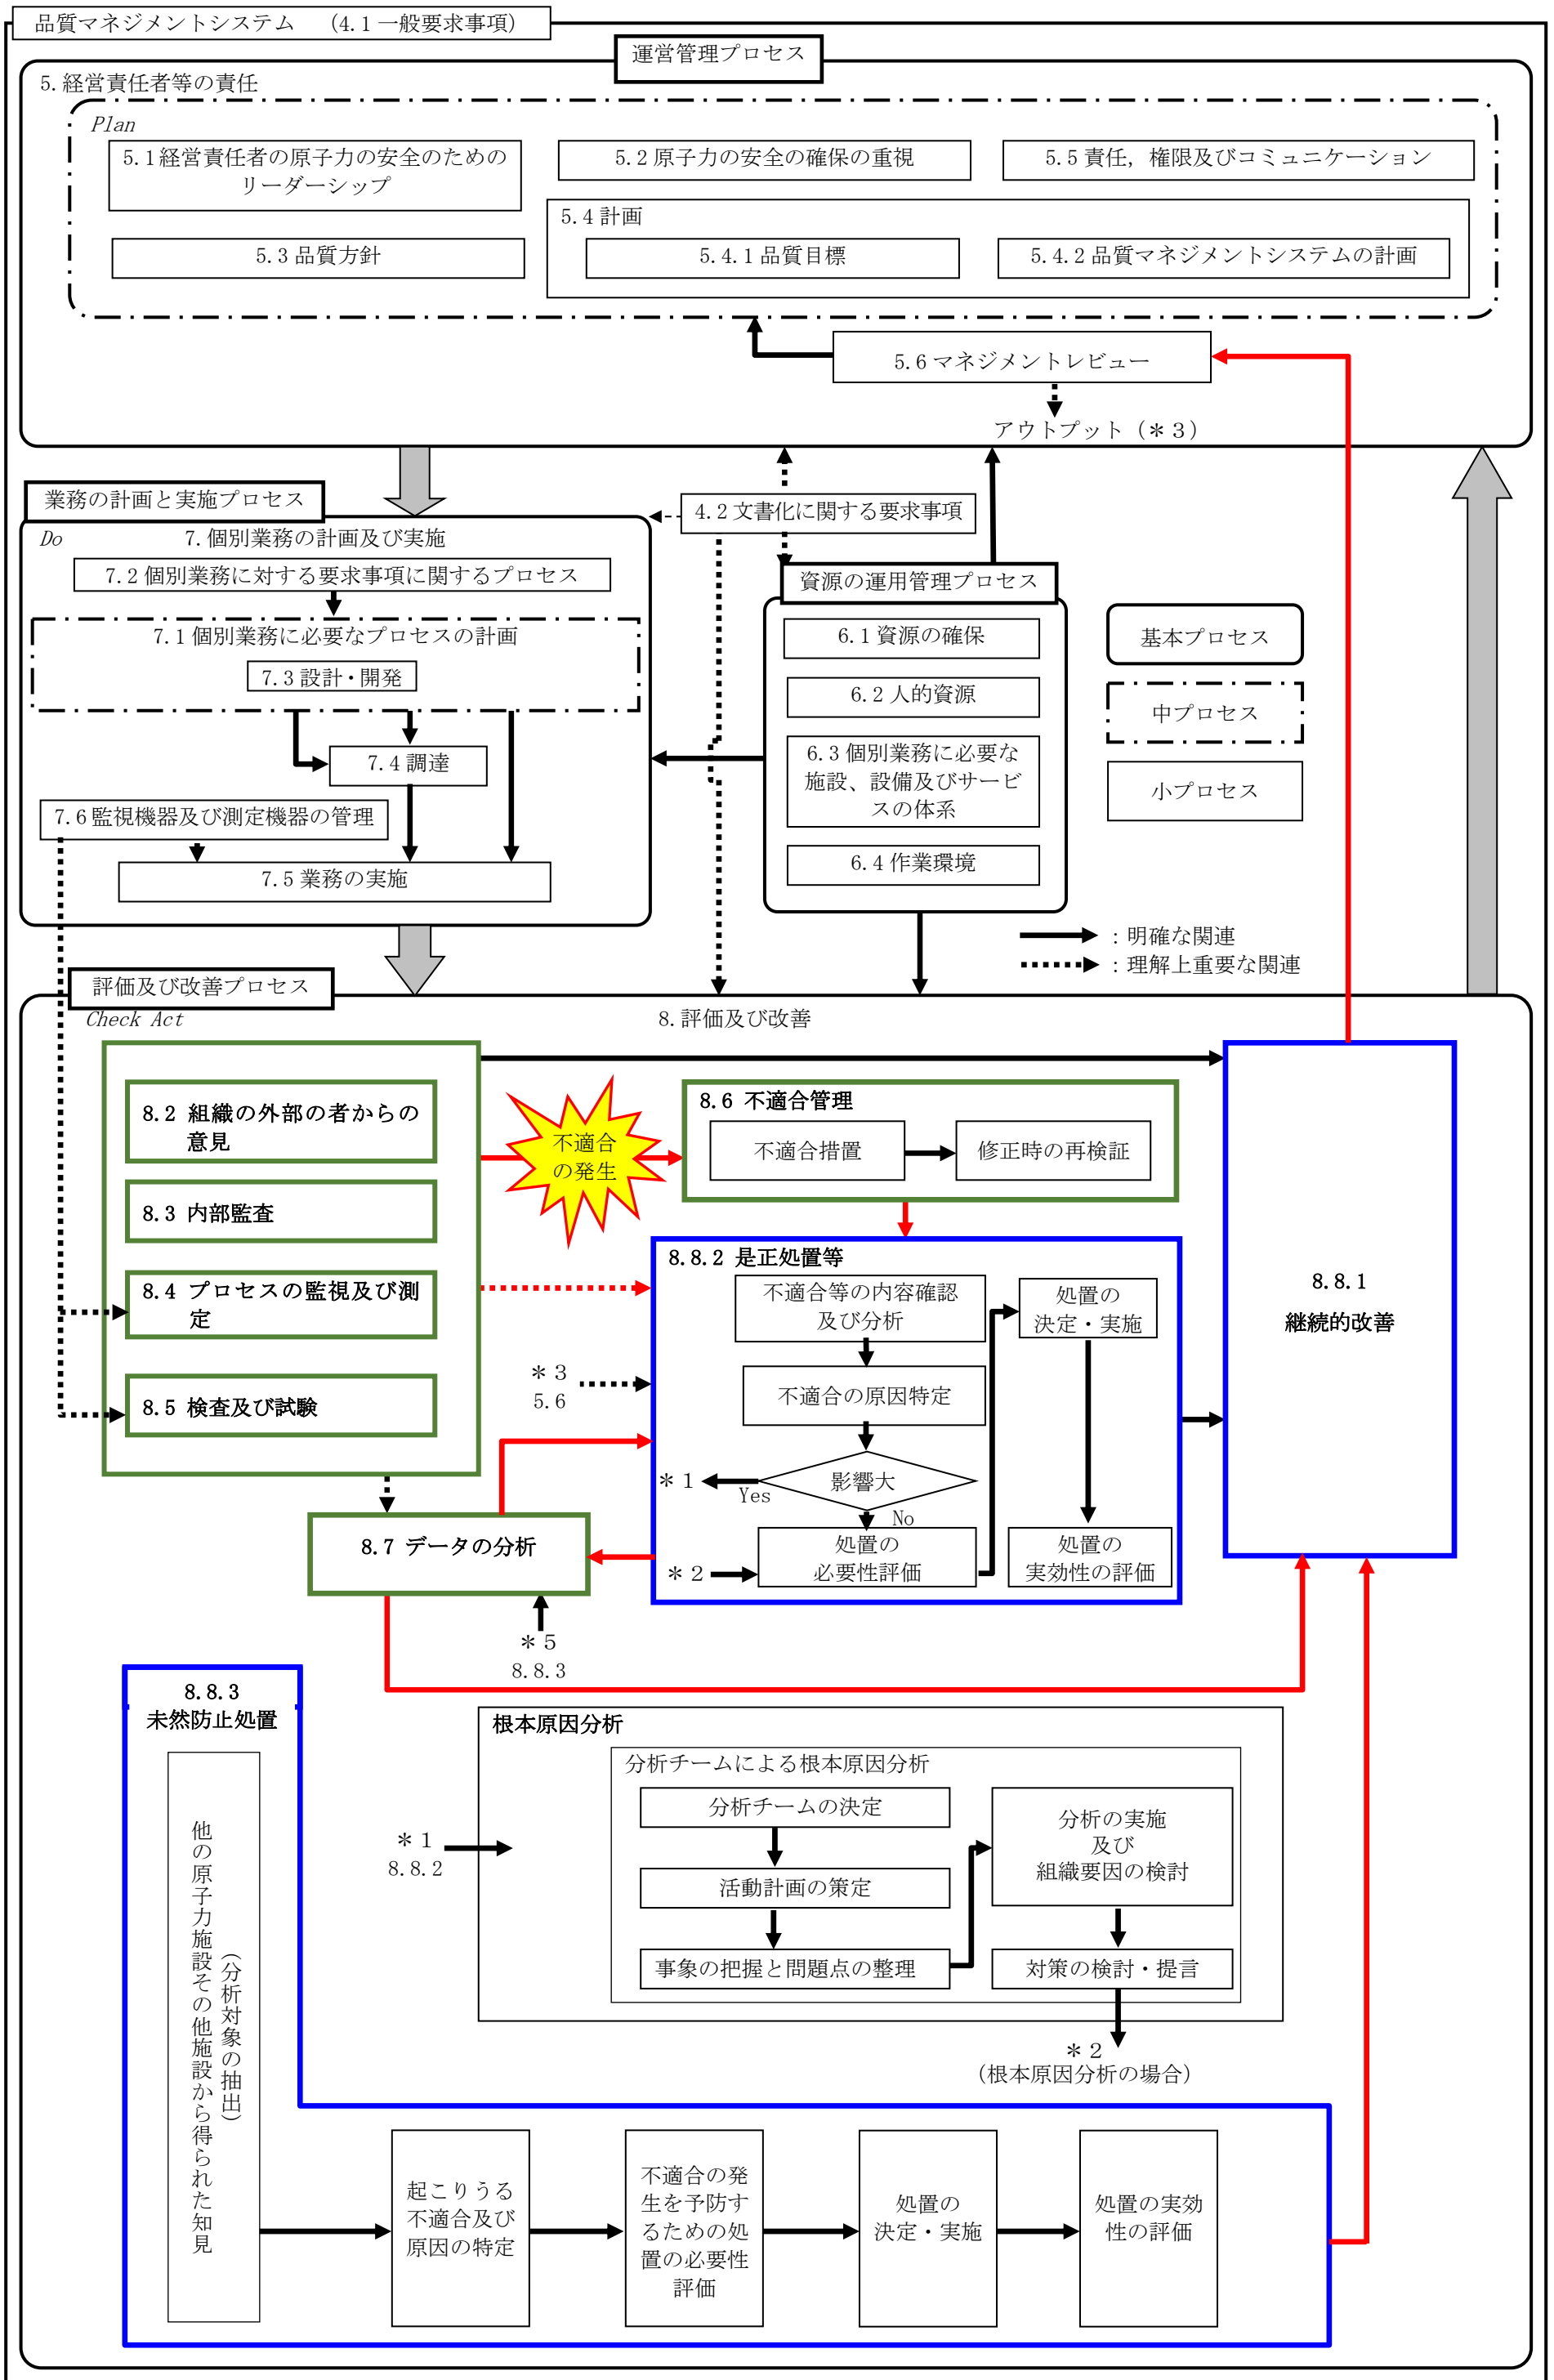 品質マネジメントシステム （4.1一般要求事項）
運営管理プロセス
5.経営責任者等の責任
Plan
5.1経営責任者の原子力の安全のための
リーダーシップ
5.2原子力の安全の確保の重視
5.5責任，権限及びコミュニケーション
5.4計画
5.3品質方針
5.4.1品質目標
5.4.2品質マネジメントシステムの計画
5.6マネジメントレビュー
アウトプット（＊３）
業務の計画と実施プロセス
4.2文書化に関する要求事項
Do
7.個別業務の計画及び実施
7.2個別業務に対する要求事項に関するプロセス
7.1個別業務に必要なプロセスの計画
7.3設計・開発
7.4調達
7.6監視機器及び測定機器の管理
7.5業務の実施
資源の運用管理プロセス
6.1資源の確保
6.2人的資源
6.3個別業務に必要な
施設、設備及びサービ
スの体系
6.4作業環境
基本プロセス
中プロセス
小プロセス
：明確な関連
：理解上重要な関連
評価及び改善プロセス
Check Act
8.評価及び改善
8.2 組織の外部の者からの
意見
8.3 内部監査
8.4 プロセスの監視及び測
定
8.5 検査及び試験
不適合
の発生
8.6 不適合管理
不適合措置
修正時の再検証
8.8.2 是正処置等
不適合等の内容確認
及び分析
処置の
決定・実施
不適合の原因特定
＊３
5.6
影響大
＊１
Yes
No
処置の
必要性評価
＊２
処置の
実効性の評価
8.8.1
継続的改善
8.7 データの分析
＊５
8.8.3
8.8.3
未然防止処置
他の原子力施設その他施設から得られた知見
（分析対象の抽出）
根本原因分析
分析チームによる根本原因分析
分析チームの決定
活動計画の策定
事象の把握と問題点の整理
分析の実施
及び
組織要因の検討
対策の検討・提言
＊１
8.8.2
＊２
（根本原因分析の場合）
起こりうる
不適合及び
原因の特定
不適合の発
生を予防す
るための処
置の必要性
評価
処置の
決定・実施
処置の実効
性の評価